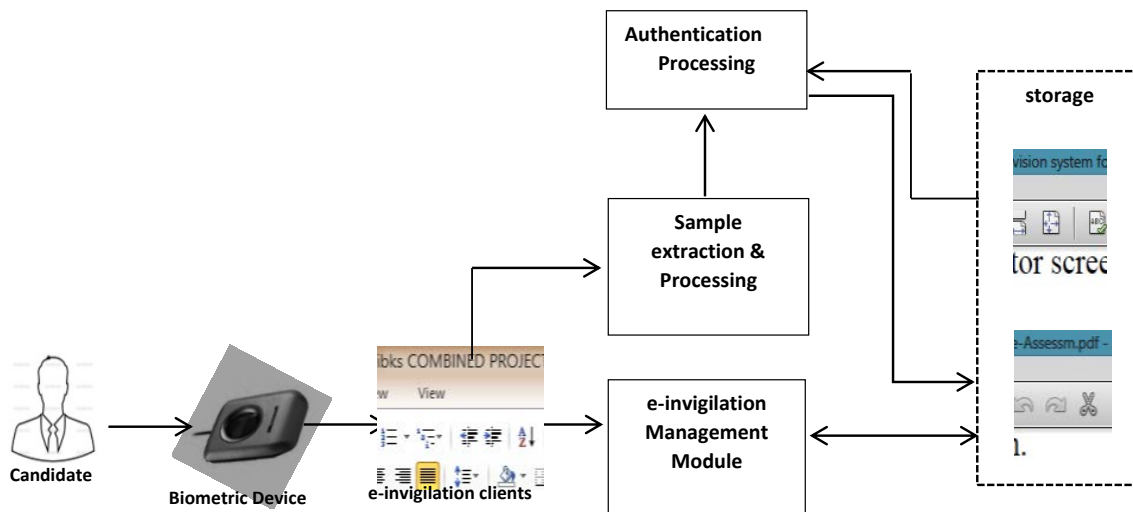 Authentication
Processing
storage
vision system fo
tor scree
Sample
extraction &
Processing
ibks COMBINED PROJECT
View
e-Assessm.pdf -
e-invigilation
Management
Module
Candidate
Biometric Device
e-invigilation clients